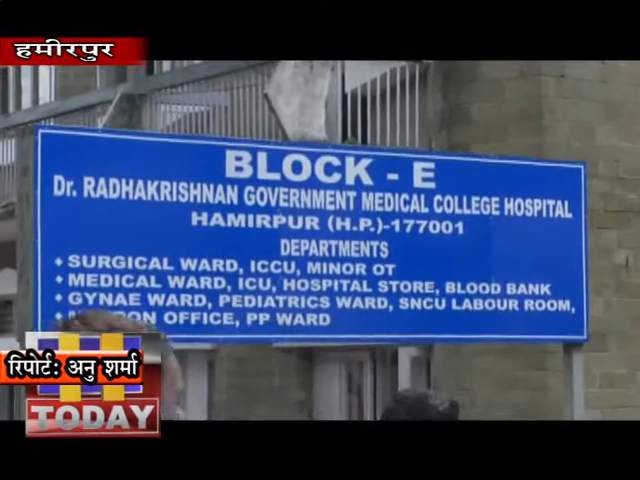 हमीरपुर
BLOCK - E
Dr. RADHAKRISHNAN GOVERNMENT MEDICAL COLLEGE HOSPITAL
HAMIRPUR (H.P.)-177001
DEPARTMENTS
SURGICAL WARD, ICCU, MINOR OT
MEDICAL WARD, ICU, HOSPITAL STORE, BLOOD BANK
GYNAE WARD, PEDIATRICS WARD, SNCU LABOUR ROOM,
OFFICE, PP WARD
रिपोर्ट: अनु शर्मा
TODAY